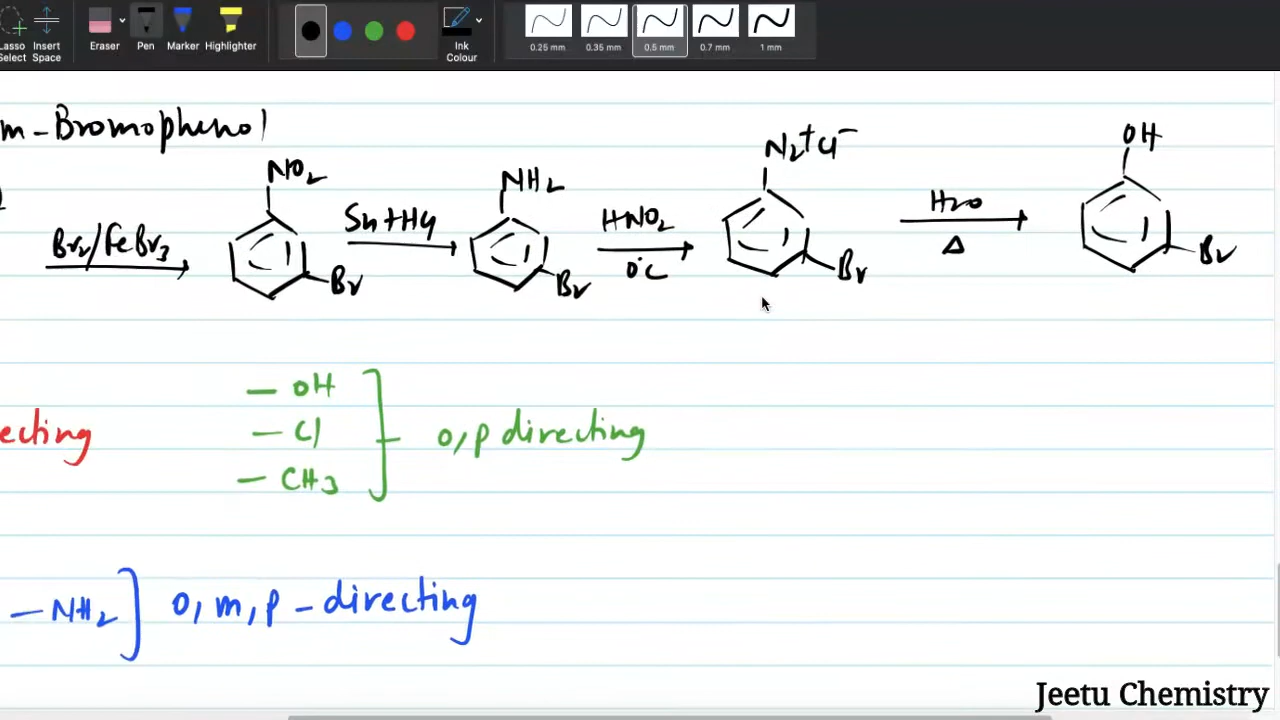 Lasso Select
Insert Space
Eraser
Pen
Marker
Highlighter
Ink Colour
0.25 mm
0.35 mm
0.5 mm
0.7 mm
1 mm
m-Bromophenol
Br2/FeBr3
NO2
Br
Sn+HCl
NH2
Br
HNO2
0°C
N2+Cl-
Br
H2O
Δ
OH
Br
ecting
- OH
- Cl
- CH3
o,p directing
-NH2
o,m,p-directing
Jeetu Chemistry